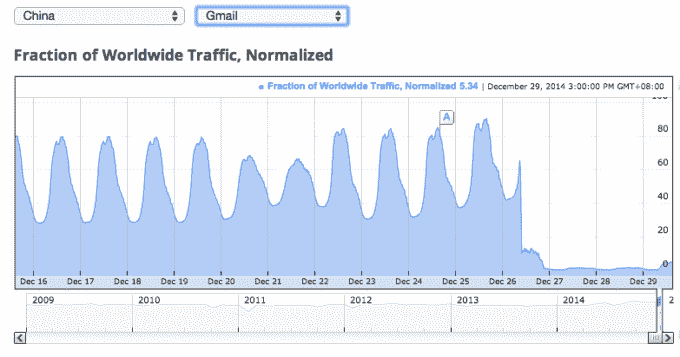 China Gmail
Fraction of Worldwide Traffic, Normalized
Fraction of Worldwide Traffic, Normalized 5.34 | December 29, 2014 3:00:00 PM GMT+08:00
100
A
80
60
40
20
0
Dec 16 Dec 17 Dec 18 Dec 19 Dec 20 Dec 21 Dec 22 Dec 23 Dec 24 Dec 25 Dec 26 Dec 27 Dec 28 Dec 29
2009 2010 2011 2012 2013 2014